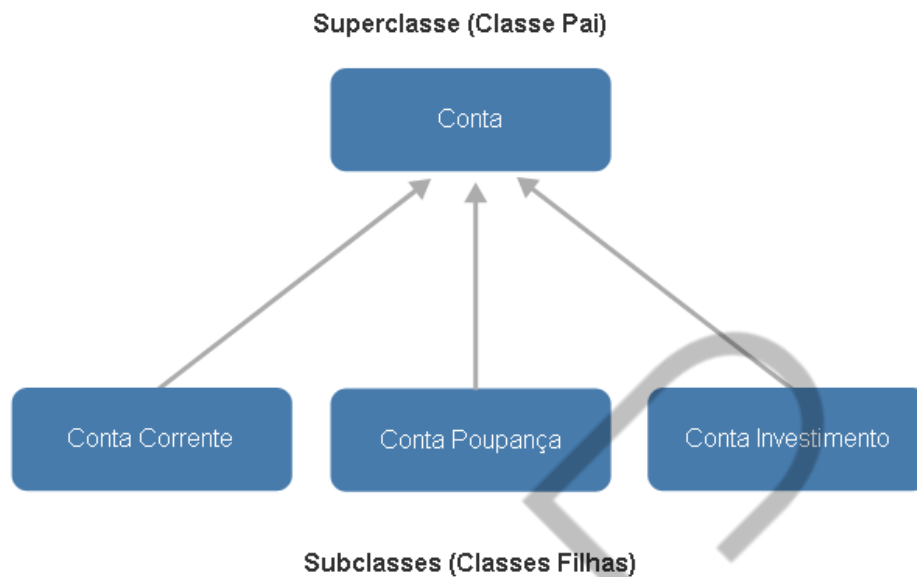 Superclasse (Classe Pai)
Conta
Conta Corrente
Conta Poupança
Conta Investimento
Subclasses (Classes Filhas)